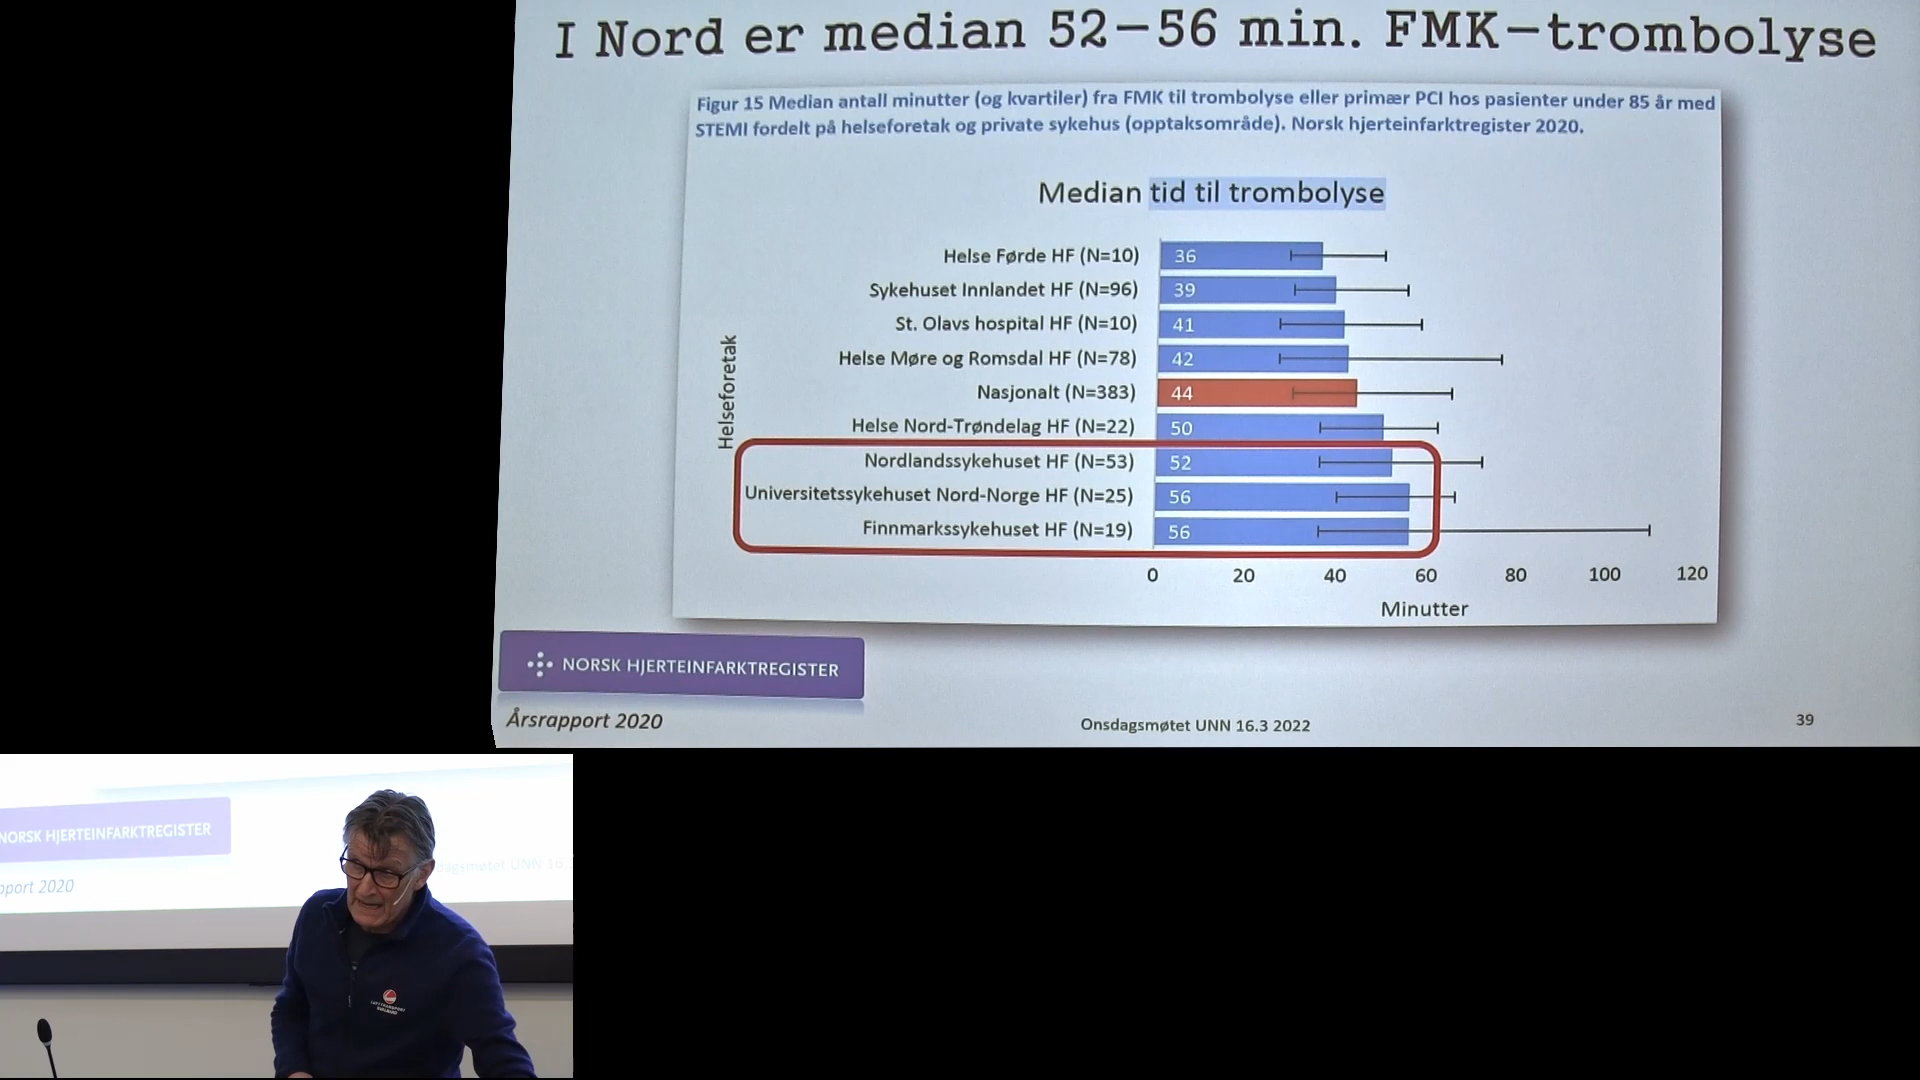 I Nord er median 52–56 min. FMK–trombolyse
Figur 15 Median antall minutter (og kvartiler) fra FMK til trombolyse eller primær PCI hos pasienter under 85 år med
STEMI fordelt på helseforetak og private sykehus (opptaksområde). Norsk hjerteinfarktregister 2020.
Median tid til trombolyse
Helseforetak
Helse Førde HF (N=10) 36
Sykehuset Innlandet HF (N=96) 39
St. Olavs hospital HF (N=10) 41
Helse Møre og Romsdal HF (N=78) 42
Nasjonalt (N=383) 44
Helse Nord-Trøndelag HF (N=22) 50
Nordlandssykehuset HF (N=53) 52
Universitetssykehuset Nord-Norge HF (N=25) 56
Finnmarkssykehuset HF (N=19) 56
0 20 40 60 80 100 120
Minutter
NORSK HJERTEINFARKTREGISTER
Årsrapport 2020
Onsdagsmøtet UNN 16.3 2022
39
NORSK HJERTEINFARKTREGISTER
dagsmøtet UNN 16
pport 2020